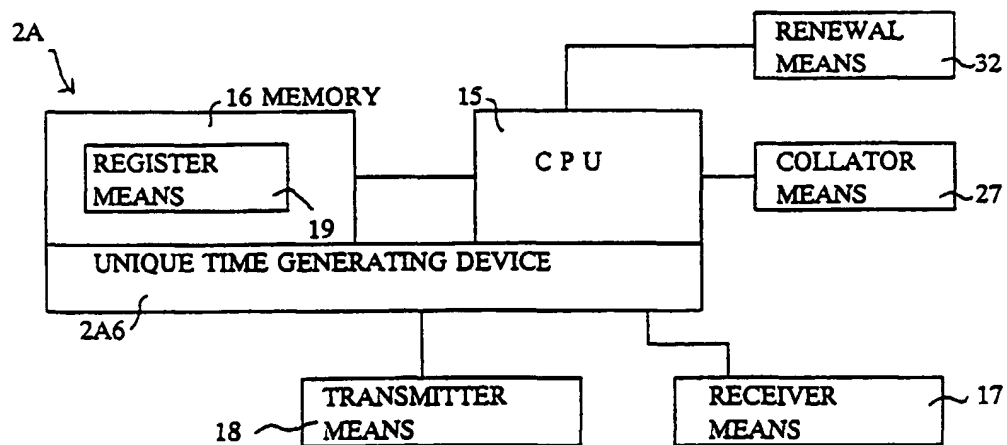 2A
RENEWAL
MEANS
32
16 MEMORY
15
C P U
REGISTER
MEANS
19
COLLATOR
MEANS
27
UNIQUE TIME GENERATING DEVICE
2A6
TRANSMITTER
MEANS
18
RECEIVER
MEANS
17